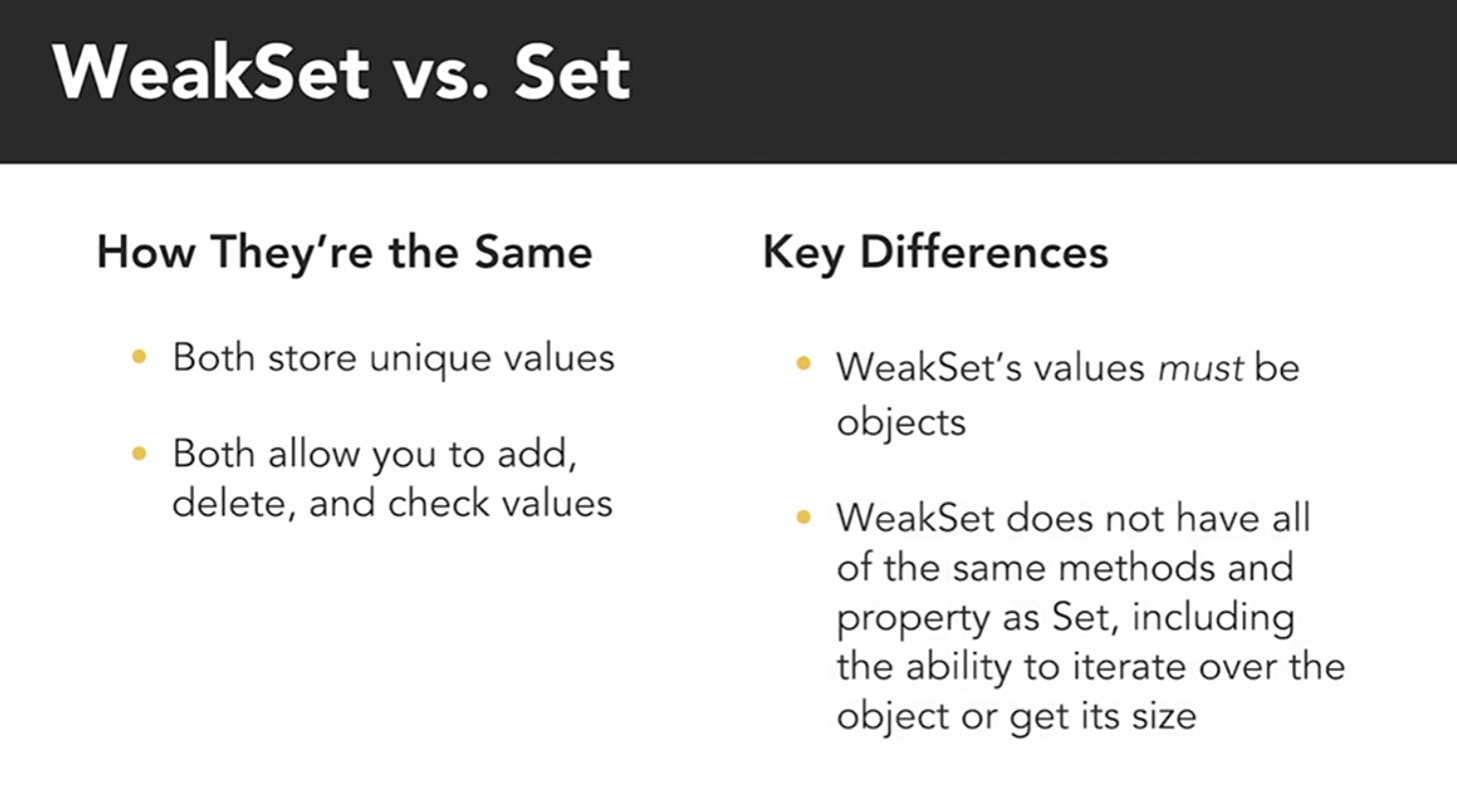 WeakSet vs. Set
How They’re the Same
• Both store unique values
• Both allow you to add,
delete, and check values
Key Differences
• WeakSet’s values must be
objects
• WeakSet does not have all
of the same methods and
property as Set, including
the ability to iterate over the
object or get its size